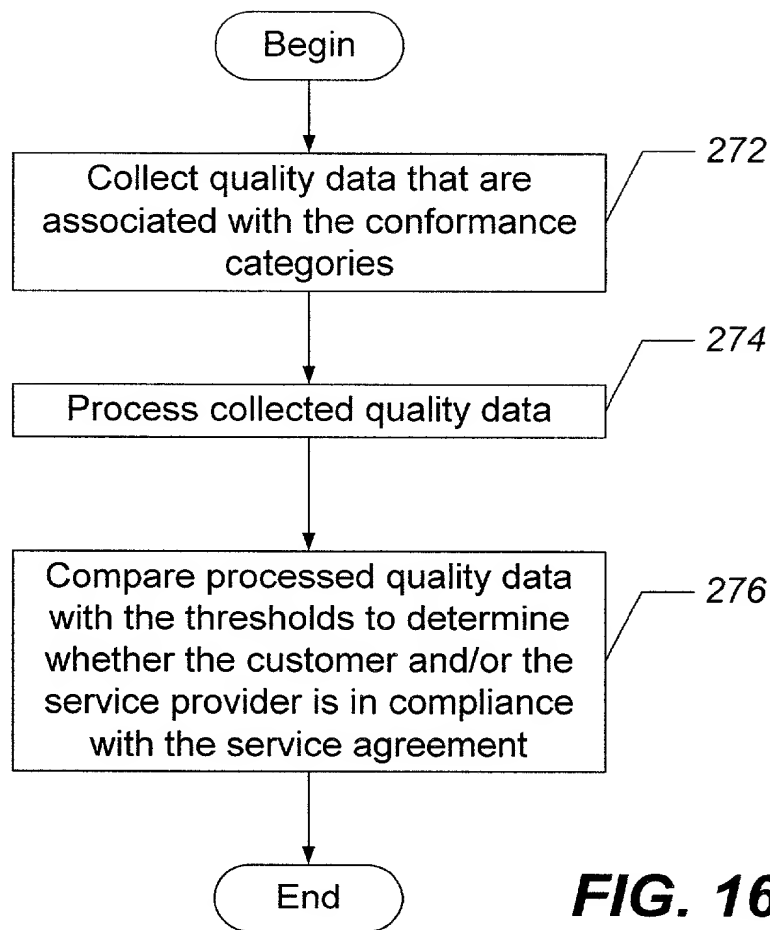 Begin
272
Collect quality data that are
associated with the conformance
categories
274
Process collected quality data
Compare processed quality data
with the thresholds to determine
whether the customer and/or the
service provider is in compliance
with the service agreement
276
End
FIG. 16